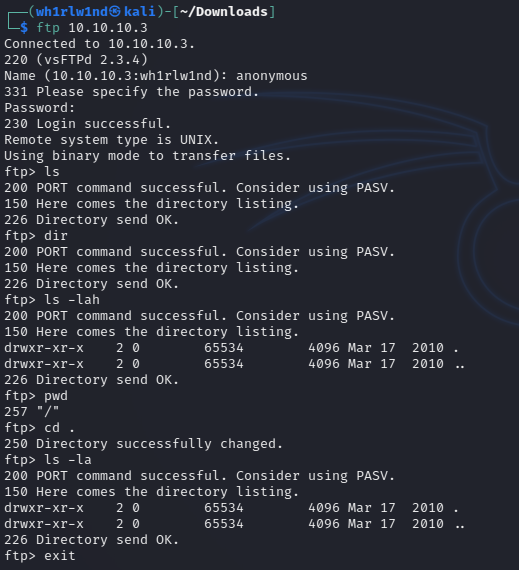 ┌──(wh1rlw1nd㉿kali)-[~/Downloads]
└─$ ftp 10.10.10.3
Connected to 10.10.10.3.
220 (vsFTPd 2.3.4)
Name (10.10.10.3:wh1rlw1nd): anonymous
331 Please specify the password.
Password:
230 Login successful.
Remote system type is UNIX.
Using binary mode to transfer files.
ftp> ls
200 PORT command successful. Consider using PASV.
150 Here comes the directory listing.
226 Directory send OK.
ftp> dir
200 PORT command successful. Consider using PASV.
150 Here comes the directory listing.
226 Directory send OK.
ftp> ls -lah
200 PORT command successful. Consider using PASV.
150 Here comes the directory listing.
drwxr-xr-x    2 0        65534        4096 Mar 17  2010 .
drwxr-xr-x    2 0        65534        4096 Mar 17  2010 ..
226 Directory send OK.
ftp> pwd
257 "/"
ftp> cd .
250 Directory successfully changed.
ftp> ls -la
200 PORT command successful. Consider using PASV.
150 Here comes the directory listing.
drwxr-xr-x    2 0        65534        4096 Mar 17  2010 .
drwxr-xr-x    2 0        65534        4096 Mar 17  2010 ..
226 Directory send OK.
ftp> exit